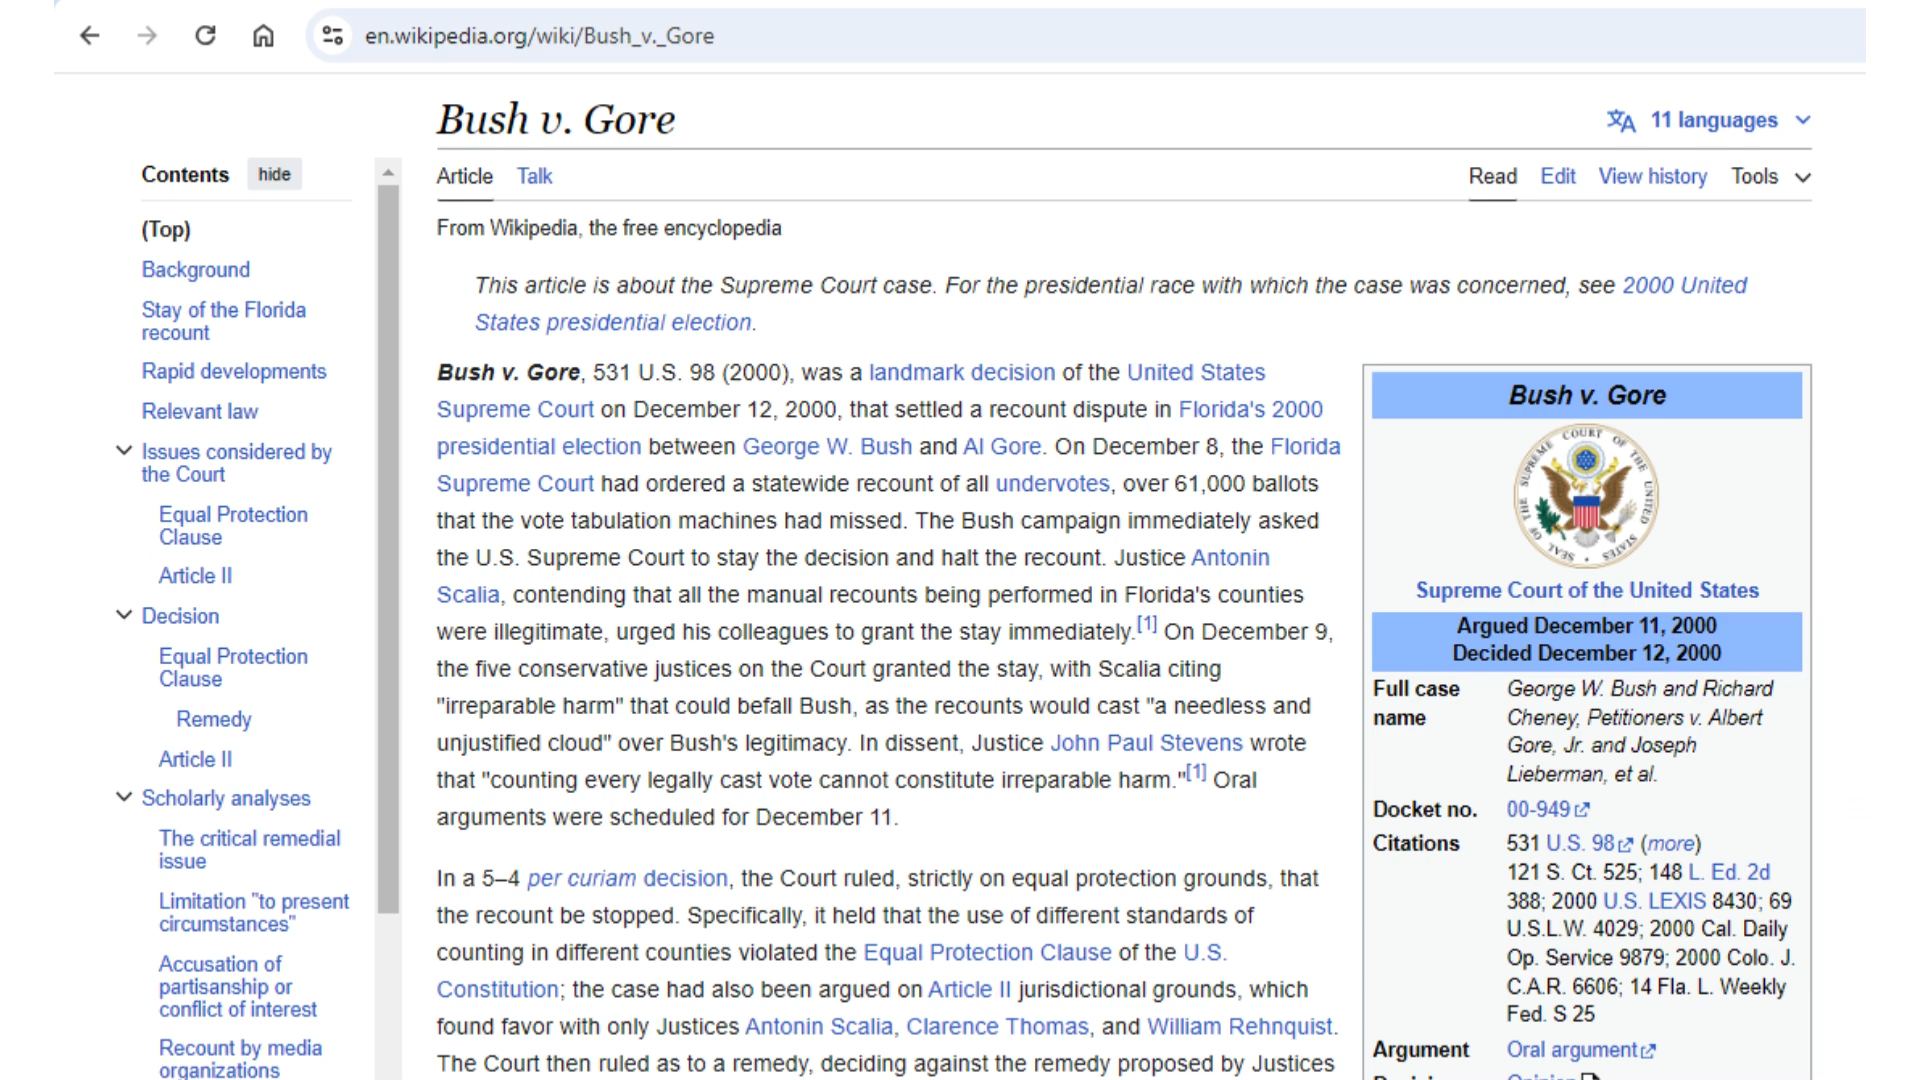 en.wikipedia.org/wiki/Bush_v._Gore
Bush v. Gore
11 languages
Contents hide
Article Talk
Read Edit View history Tools
(Top)
Background
Stay of the Florida
recount
Rapid developments
Relevant law
Issues considered by
the Court
Equal Protection
Clause
Article II
Decision
Equal Protection
Clause
Remedy
Article II
Scholarly analyses
The critical remedial
issue
Limitation "to present
circumstances"
Accusation of
partisanship or
conflict of interest
Recount by media
organizations
From Wikipedia, the free encyclopedia
This article is about the Supreme Court case. For the presidential race with which the case was concerned, see 2000 United
States presidential election.
Bush v. Gore, 531 U.S. 98 (2000), was a landmark decision of the United States
Supreme Court on December 12, 2000, that settled a recount dispute in Florida's 2000
presidential election between George W. Bush and Al Gore. On December 8, the Florida
Supreme Court had ordered a statewide recount of all undervotes, over 61,000 ballots
that the vote tabulation machines had missed. The Bush campaign immediately asked
the U.S. Supreme Court to stay the decision and halt the recount. Justice Antonin
Scalia, contending that all the manual recounts being performed in Florida's counties
were illegitimate, urged his colleagues to grant the stay immediately.[1] On December 9,
the five conservative justices on the Court granted the stay, with Scalia citing
"irreparable harm" that could befall Bush, as the recounts would cast "a needless and
unjustified cloud" over Bush's legitimacy. In dissent, Justice John Paul Stevens wrote
that "counting every legally cast vote cannot constitute irreparable harm."[1] Oral
arguments were scheduled for December 11.
In a 5–4 per curiam decision, the Court ruled, strictly on equal protection grounds, that
the recount be stopped. Specifically, it held that the use of different standards of
counting in different counties violated the Equal Protection Clause of the U.S.
Constitution; the case had also been argued on Article II jurisdictional grounds, which
found favor with only Justices Antonin Scalia, Clarence Thomas, and William Rehnquist.
The Court then ruled as to a remedy, deciding against the remedy proposed by Justices
Bush v. Gore
SEAL OF THE SUPREME COURT OF THE UNITED STATES
Supreme Court of the United States
Argued December 11, 2000
Decided December 12, 2000
Full case name George W. Bush and Richard
Cheney, Petitioners v. Albert
Gore, Jr. and Joseph
Lieberman, et al.
Docket no. 00-949
Citations 531 U.S. 98 (more)
121 S. Ct. 525; 148 L. Ed. 2d
388; 2000 U.S. LEXIS 8430; 69
U.S.L.W. 4029; 2000 Cal. Daily
Op. Service 9879; 2000 Colo. J.
C.A.R. 6606; 14 Fla. L. Weekly
Fed. S 25
Argument Oral argument